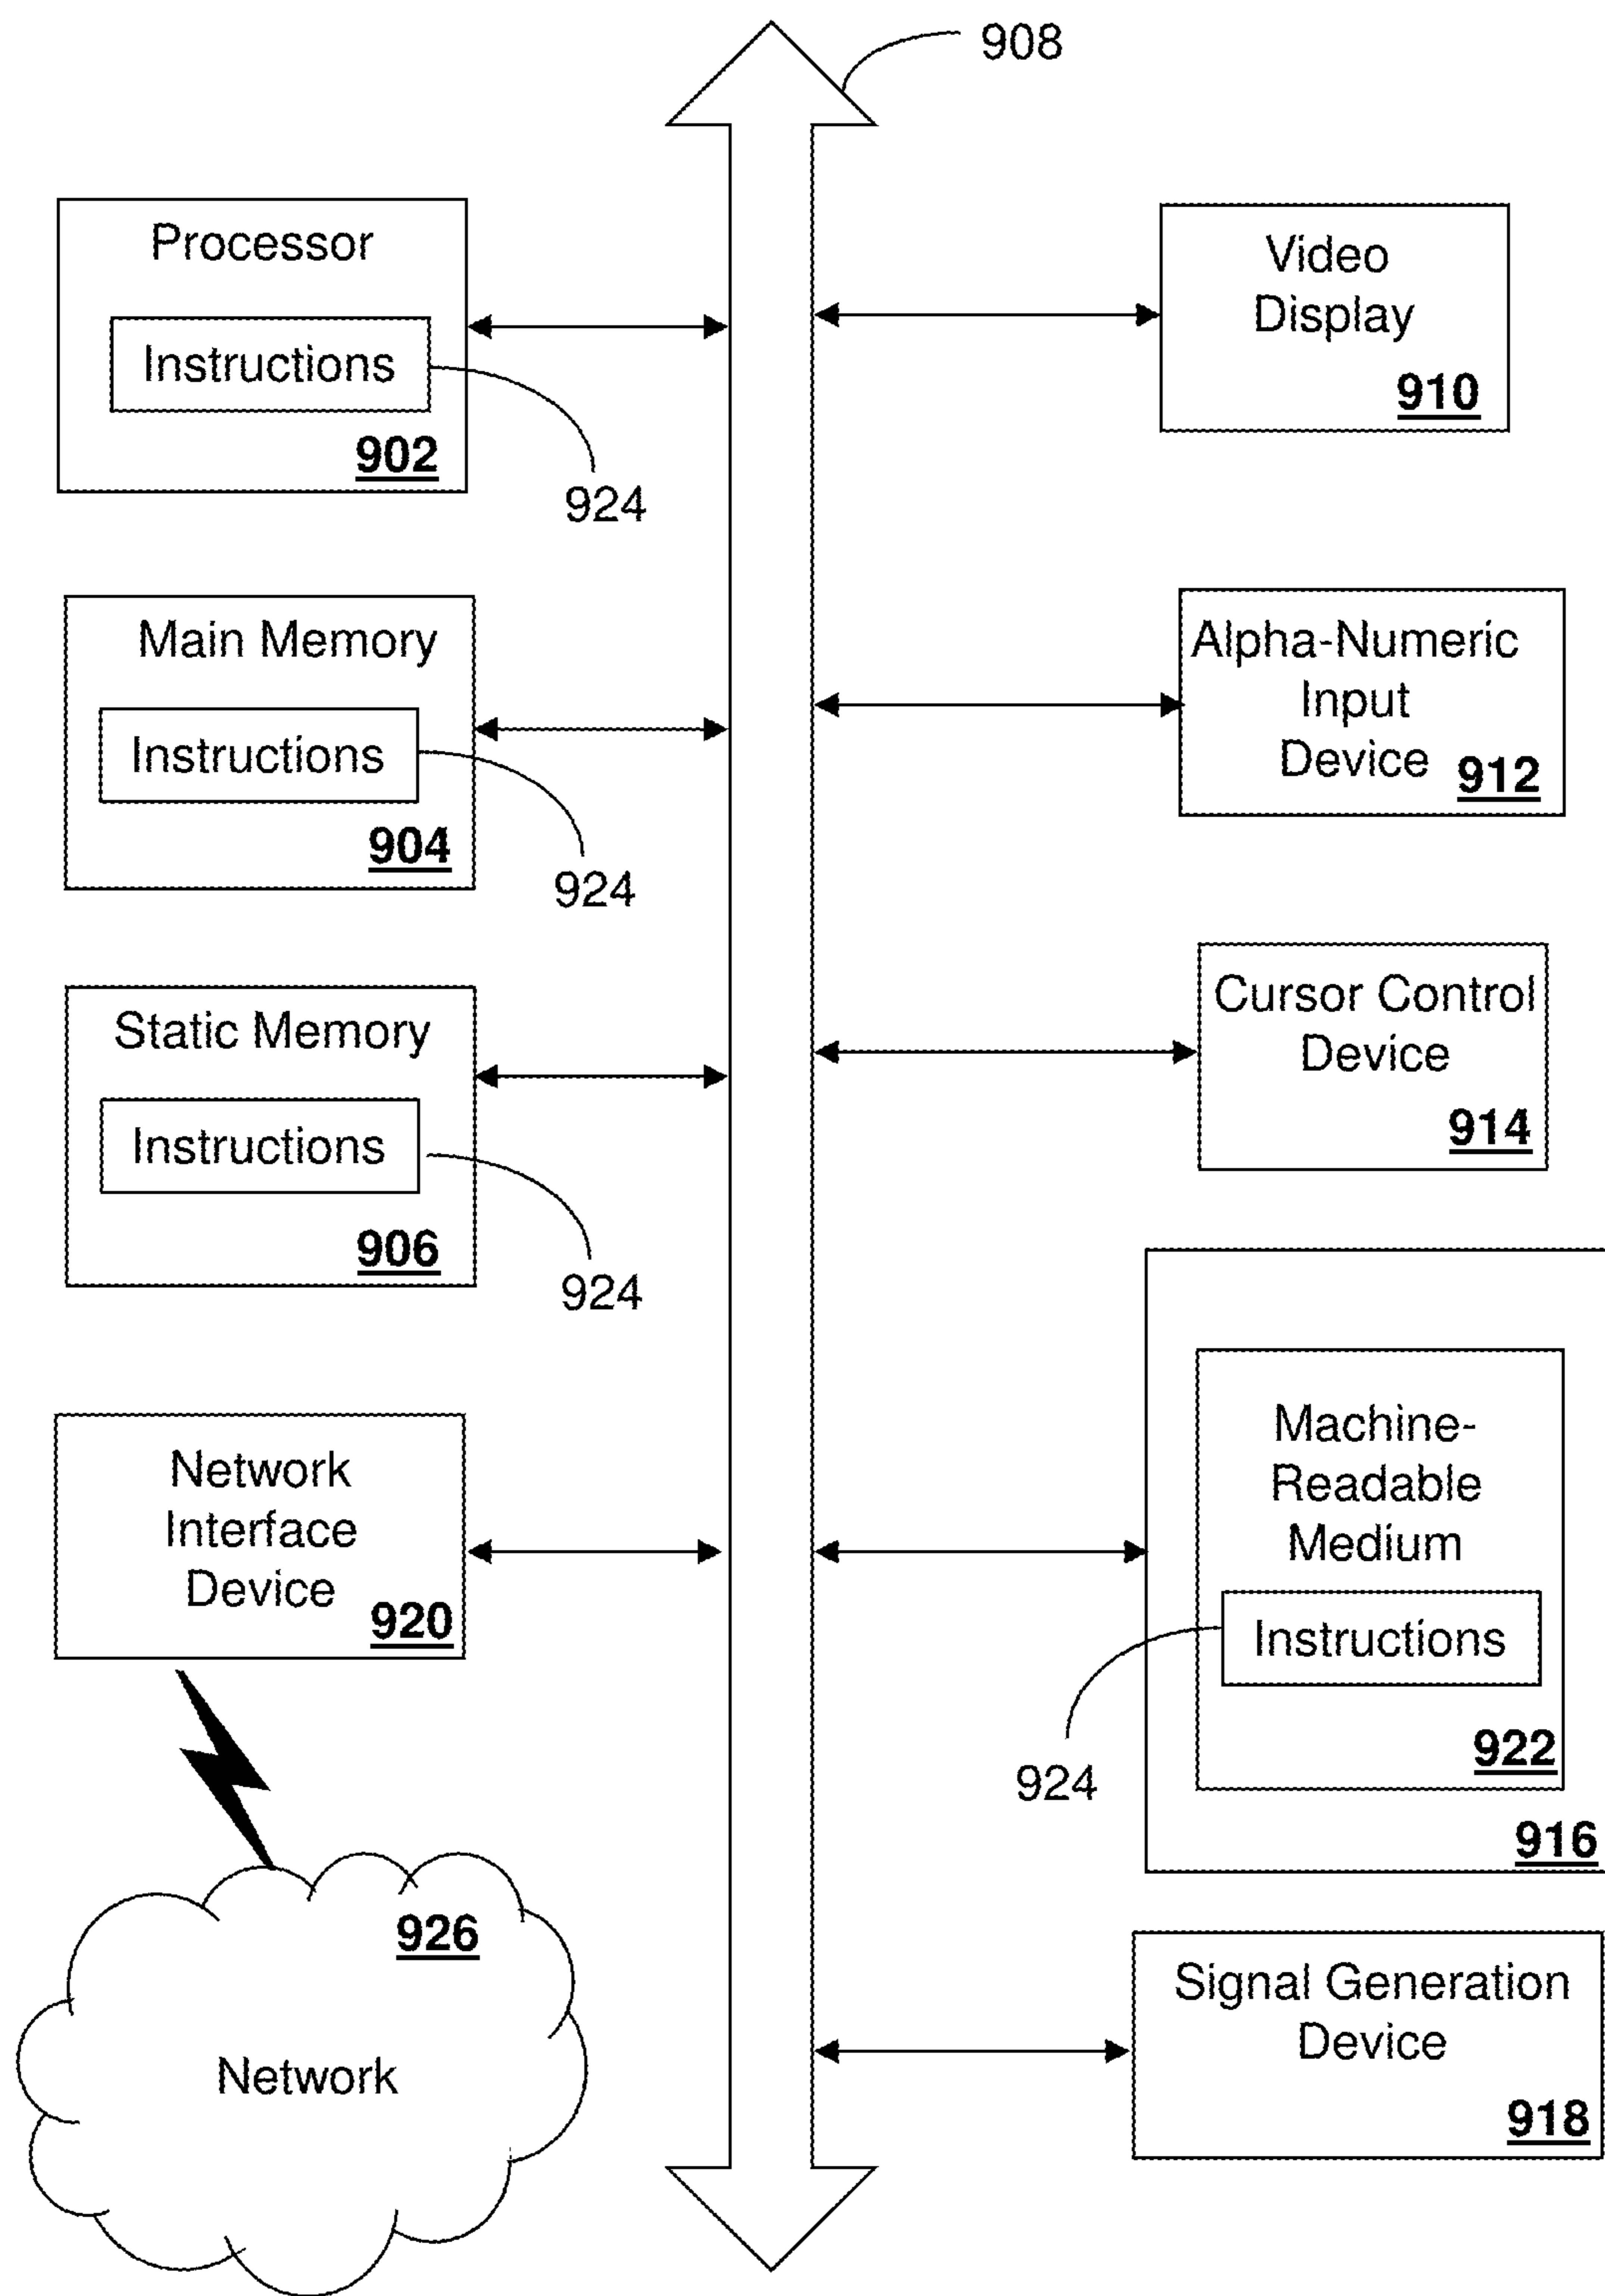 908
Processor
Instructions
902
924
Main Memory
Instructions
904
924
Static Memory
Instructions
906
924
Network
Interface
Device
920
926
Network
Video
Display
910
Alpha-Numeric
Input
Device
912
Cursor Control
Device
914
Machine-
Readable
Medium
Instructions
922
924
916
Signal Generation
Device
918